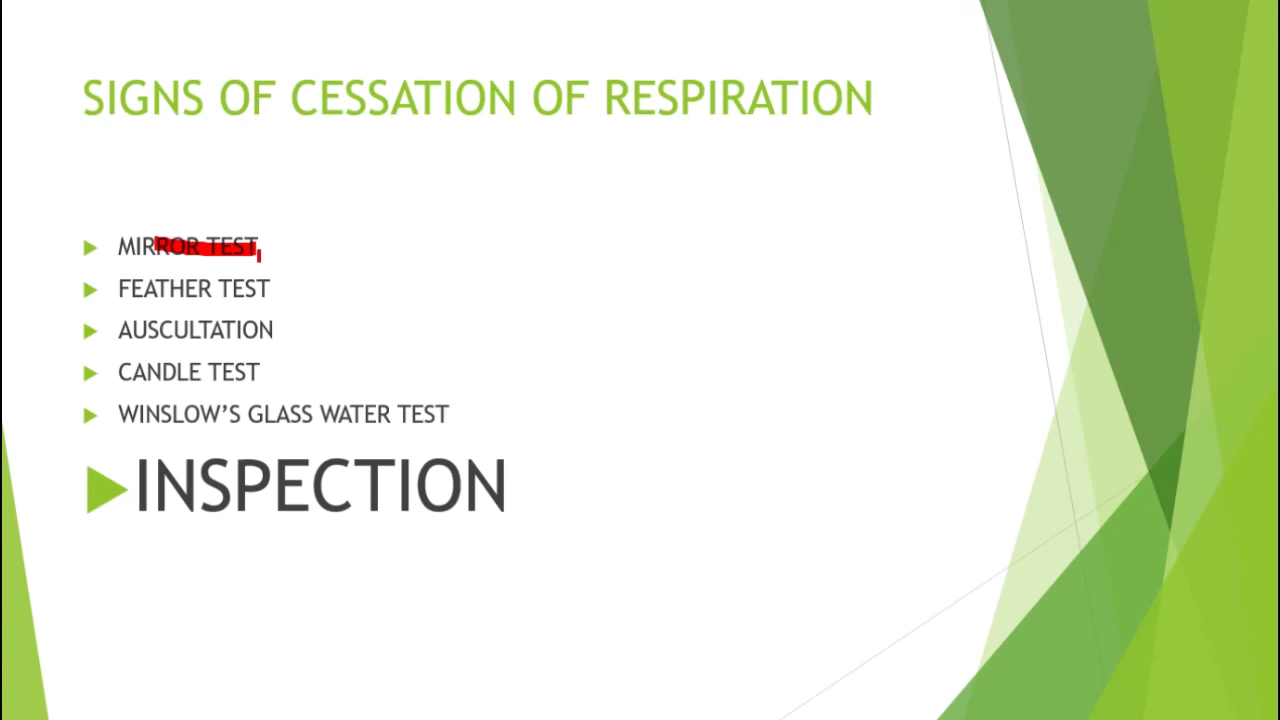 SIGNS OF CESSATION OF RESPIRATION
MIRROR TEST
FEATHER TEST
AUSCULTATION
CANDLE TEST
WINSLOW’S GLASS WATER TEST
INSPECTION